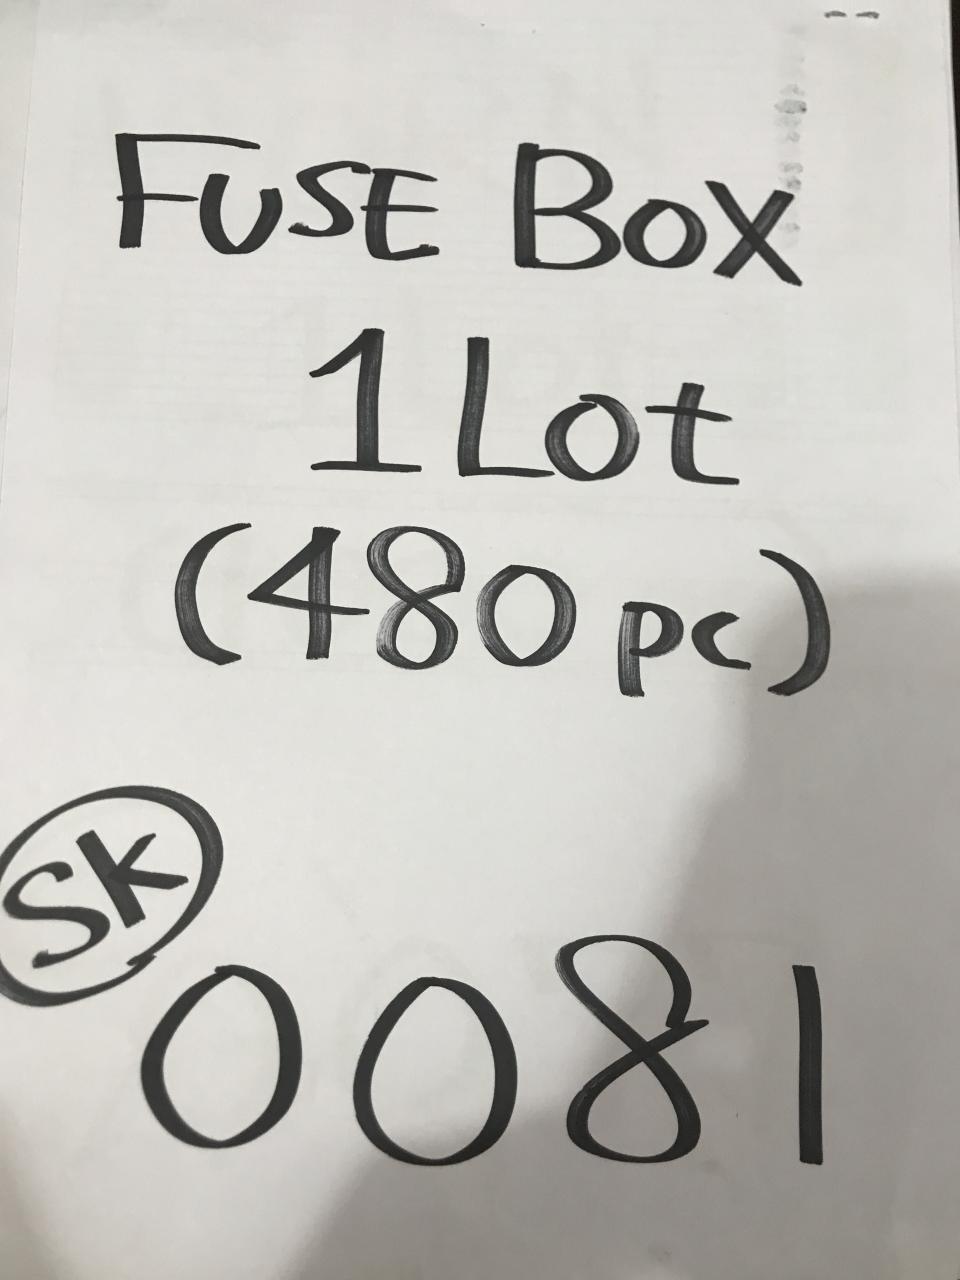 FUSE BOX
1 Lot
(480 pc)
SK
0081